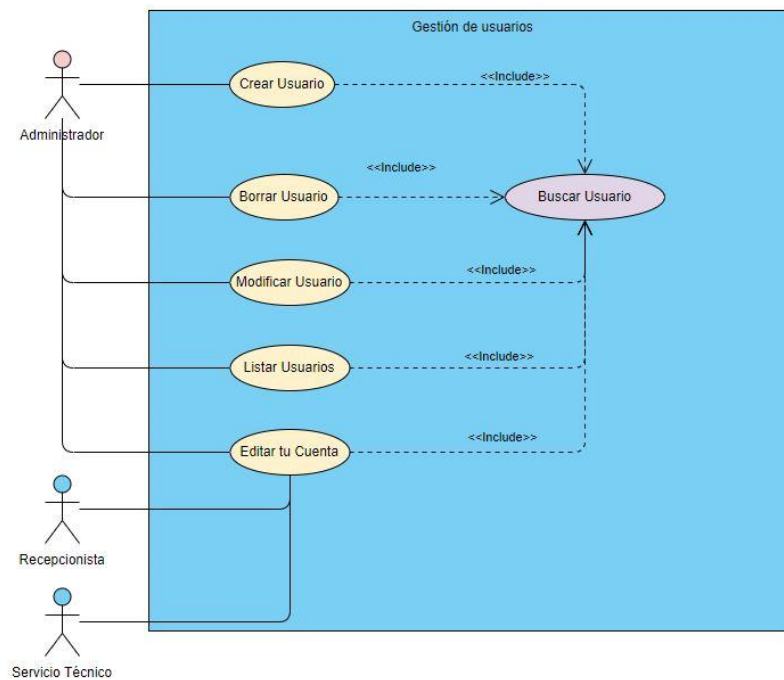 Gestión de usuarios
Crear Usuario
<<Include>>
Administrador
<<Include>>
Borrar Usuario
Buscar Usuario
<<Include>>
Modificar Usuario
<<Include>>
Listar Usuarios
<<Include>>
Editar tu Cuenta
Recepcionista
Servicio Técnico